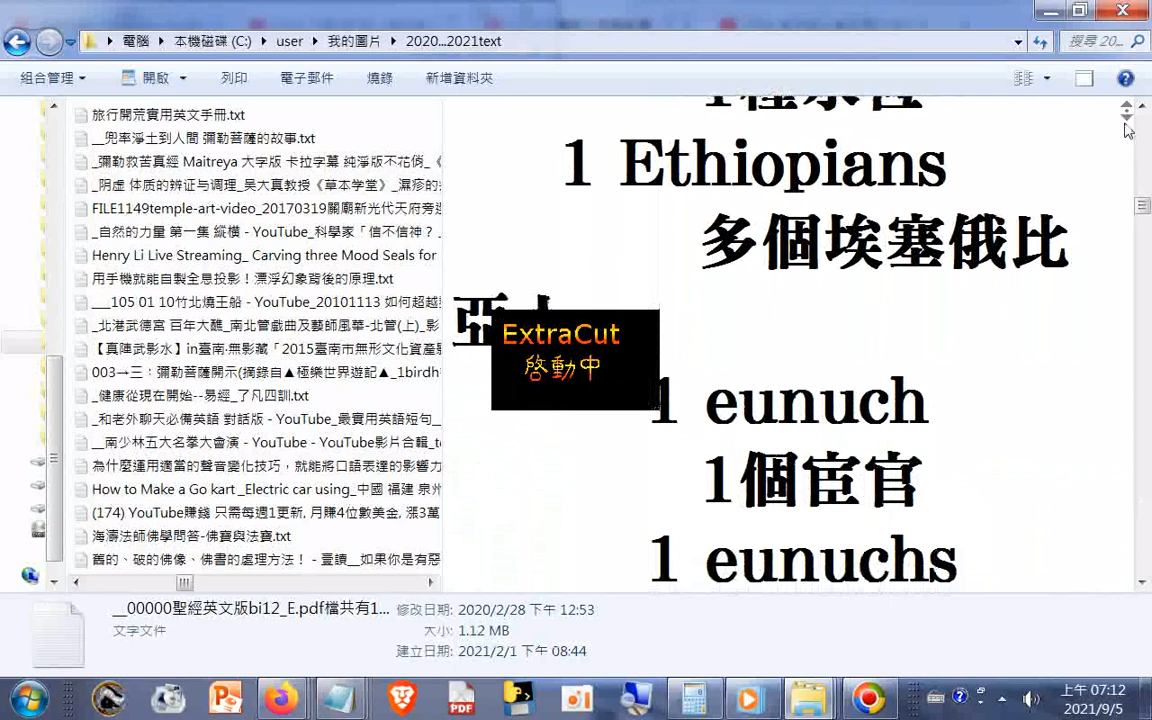 電腦 ▸ 本機磁碟 (C:) ▸ user ▸ 我的圖片 ▸ 2020...2021text
搜尋 20...
組合管理 開啟 列印 電子郵件 燒錄 新增資料夾
旅行開荒實用英文手冊.txt
__兜率淨土到人間 彌勒菩薩的故事.txt
_彌勒救苦真經 Maitreya 大字版 卡拉字幕 純淨版不花俏_《
_阴虚 体质的辨证与调理_吴大真教授《草本学堂》_濕疹的
FILE1149temple-art-video_20170319關廟新光代天府旁
_自然的力量 第一集 縱橫 - YouTube_科學家「信不信神？
Henry Li Live Streaming_ Carving three Mood Seals for
用手機就能自製全息投影！漂浮幻象背後的原理.txt
___105 01 10竹北燒王船 - YouTube_20101113 如何超越
_北港武德宮 百年大醮_南北管戲曲及藝師風華-北管(上)_影
【真陣武影水】in臺南·無影藏「2015臺南市無形文化資產
003→三：彌勒菩薩開示(摘錄自▲極樂世界遊記▲_1birdh
_健康從現在開始--易經_了凡四訓.txt
_和老外聊天必備英語 對話版 - YouTube_最實用英語短句_
__南少林五大名拳大會演 - YouTube - YouTube影片合輯_t
為什麼運用適當的聲音變化技巧，就能將口語表達的影響力
How to Make a Go kart _Electric car using_中國 福建 泉州
(174) YouTube賺錢 只需每週1更新, 月賺4位數美金, 漲3萬
海濤法師佛學問答-佛寶與法寶.txt
舊的、破的佛像、佛書的處理方法！ - 壹讀__如果你是有惡
1 Ethiopians
多個埃塞俄比
亞
ExtraCut
啓動中
1 eunuch
1個宦官
1 eunuchs
__00000聖經英文版bi12_E.pdf檔共有1... 修改日期: 2020/2/28 下午 12:53
文字文件 大小: 1.12 MB
建立日期: 2021/2/1 下午 08:44
上午 07:12
2021/9/5